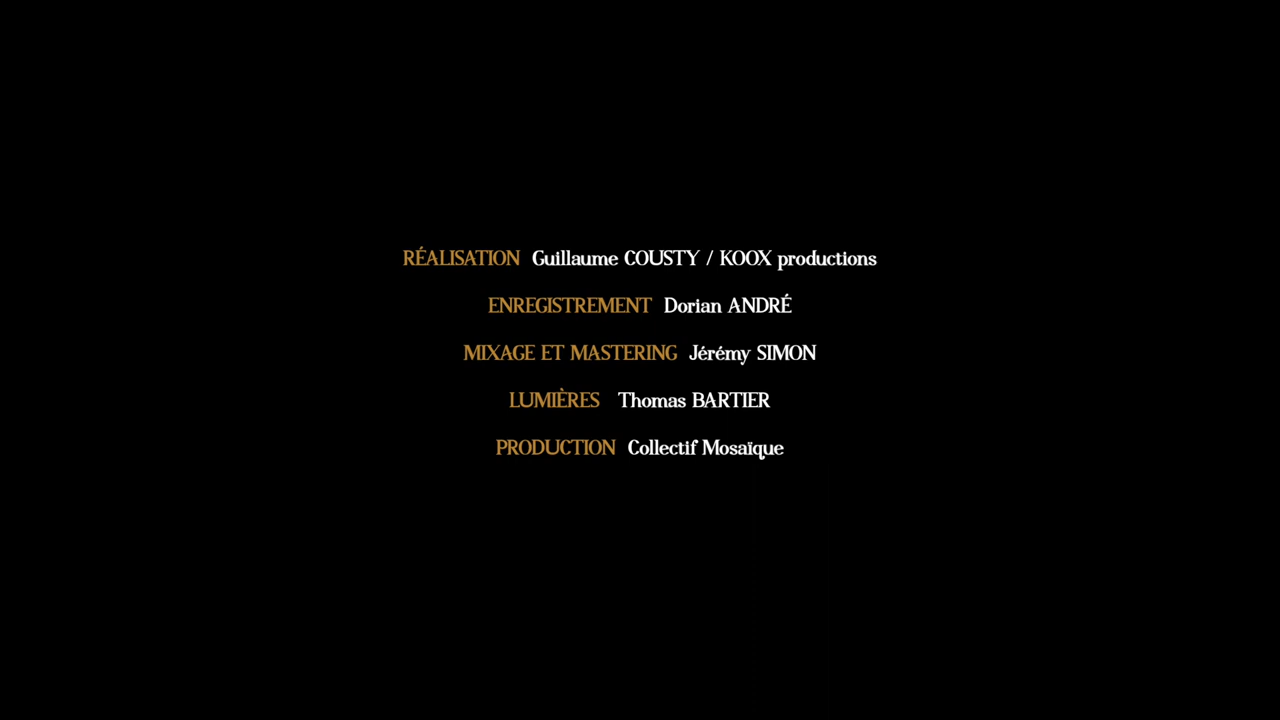 RÉALISATION Guillaume COUSTY / KOOX productions
ENREGISTREMENT Dorian ANDRÉ
MIXAGE ET MASTERING Jérémy SIMON
LUMIÈRES Thomas BARTIER
PRODUCTION Collectif Mosaïque